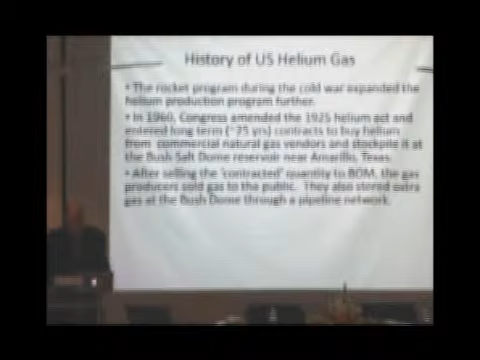 History of US Helium Gas
• The rocket program during the cold war expanded the
helium production program further.
• In 1960, Congress amended the 1925 helium act and
entered long term (~25 yrs) contracts to buy helium
from commercial natural gas vendors and stockpile it at
the Bush Salt Dome reservoir near Amarillo, Texas.
• After selling the 'contracted' quantity to BOM, the gas
producers sold gas to the public. They also stored extra
gas at the Bush Dome through a pipeline network.